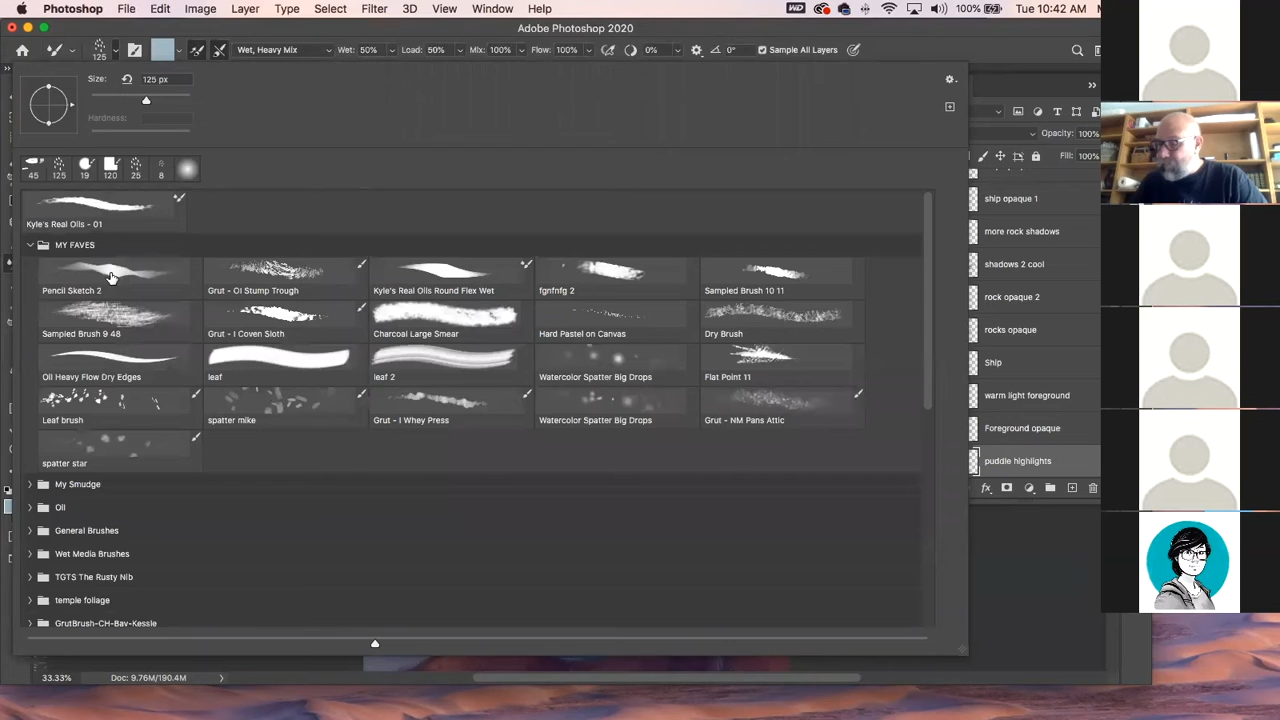 Photoshop File Edit Image Layer Type Select Filter 3D View Window Help 100% Tue 10:42 AM
Adobe Photoshop 2020
125 Wet, Heavy Mix Wet: 50% Load: 50% Mix: 100% Flow: 100% 0% 0° Sample All Layers
Size: 125 px
Hardness:
Opacity: 100%
Fill: 100%
45 125 19 120 25 8
Kyle's Real Oils - 01
MY FAVES
Pencil Sketch 2 Grut - OI Stump Trough Kyle's Real Oils Round Flex Wet fgnfnfg 2 Sampled Brush 10 11
Sampled Brush 9 48 Grut - I Coven Sloth Charcoal Large Smear Hard Pastel on Canvas Dry Brush
Oil Heavy Flow Dry Edges leaf leaf 2 Watercolor Spatter Big Drops Flat Point 11
Leaf brush spatter mike Grut - I Whey Press Watercolor Spatter Big Drops Grut - NM Pans Attic
spatter star
My Smudge
Oil
General Brushes
Wet Media Brushes
TGTS The Rusty Nib
temple foliage
GrutBrush-CH-Bav-Kessie
ship opaque 1
more rock shadows
shadows 2 cool
rock opaque 2
rocks opaque
Ship
warm light foreground
Foreground opaque
puddle highlights
fx
33.33% Doc: 9.76M/190.4M